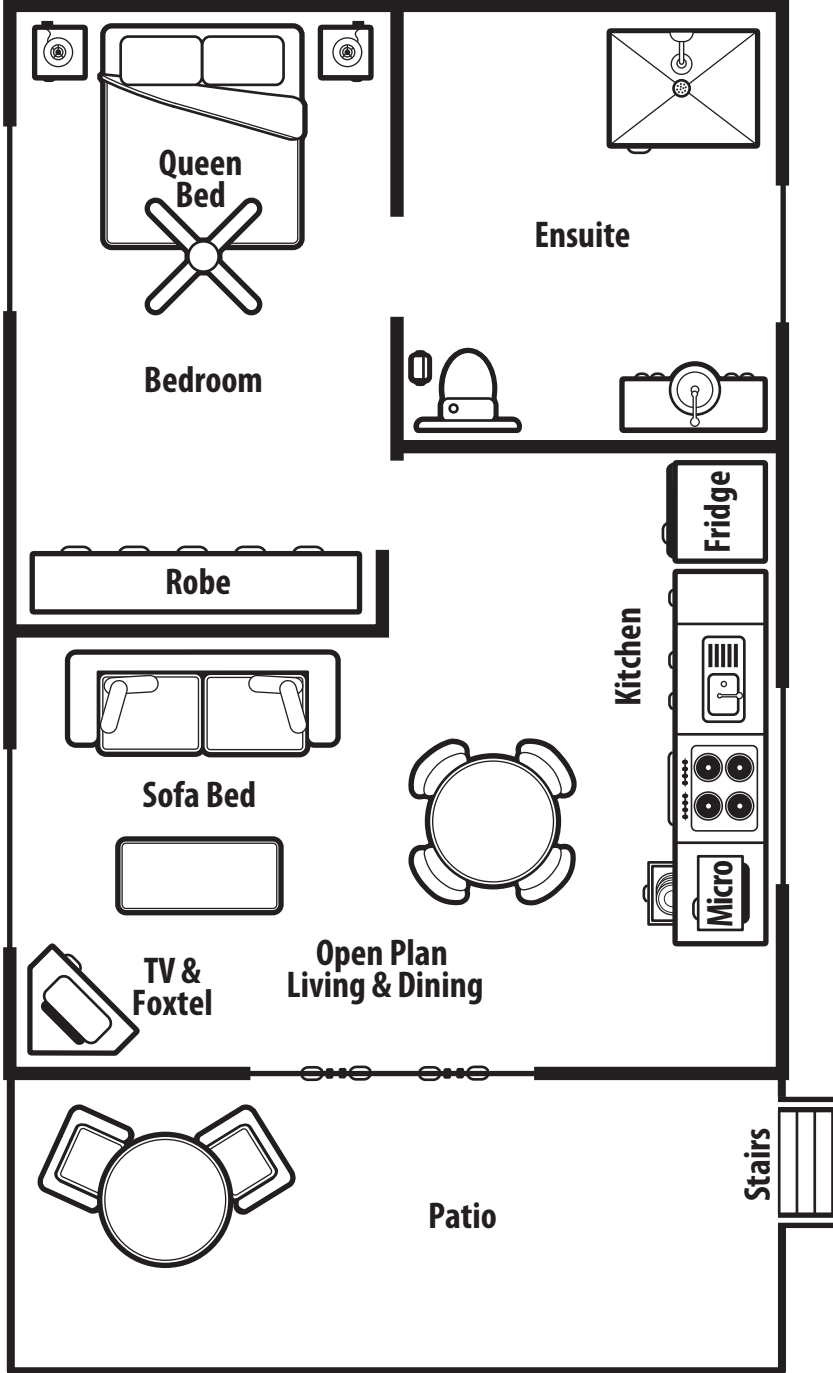 Queen
Bed
Ensuite
Bedroom
Fridge
Robe
Kitchen
Sofa Bed
Micro
TV &
Foxtel
Open Plan
Living & Dining
Stairs
Patio